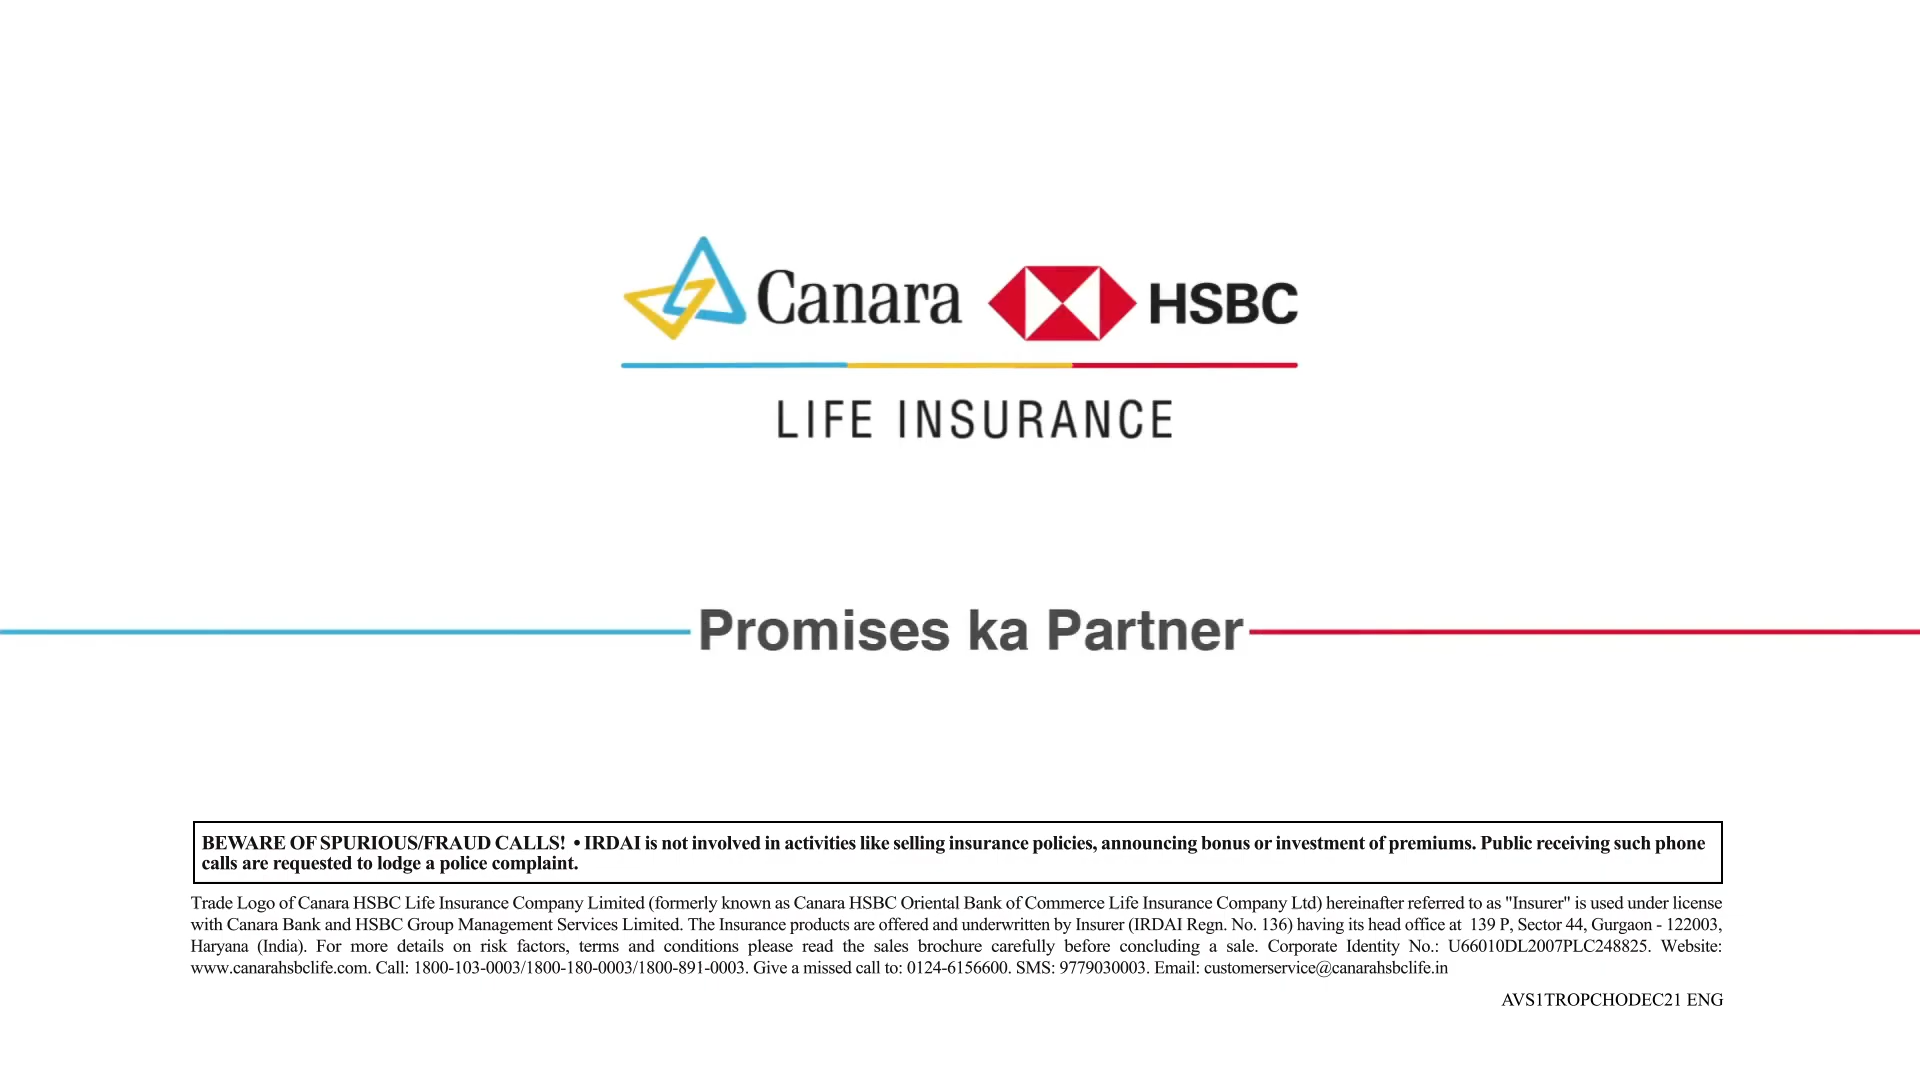 Canara HSBC
LIFE INSURANCE
Promises ka Partner
BEWARE OF SPURIOUS/FRAUD CALLS! • IRDAI is not involved in activities like selling insurance policies, announcing bonus or investment of premiums. Public receiving such phone
calls are requested to lodge a police complaint.
Trade Logo of Canara HSBC Life Insurance Company Limited (formerly known as Canara HSBC Oriental Bank of Commerce Life Insurance Company Ltd) hereinafter referred to as "Insurer" is used under license
with Canara Bank and HSBC Group Management Services Limited. The Insurance products are offered and underwritten by Insurer (IRDAI Regn. No. 136) having its head office at 139 P, Sector 44, Gurgaon - 122003,
Haryana (India). For more details on risk factors, terms and conditions please read the sales brochure carefully before concluding a sale. Corporate Identity No.: U66010DL2007PLC248825. Website:
www.canarahsbclife.com. Call: 1800-103-0003/1800-180-0003/1800-891-0003. Give a missed call to: 0124-6156600. SMS: 9779030003. Email: customerservice@canarahsbclife.in
AVS1TROPCHODEC21 ENG